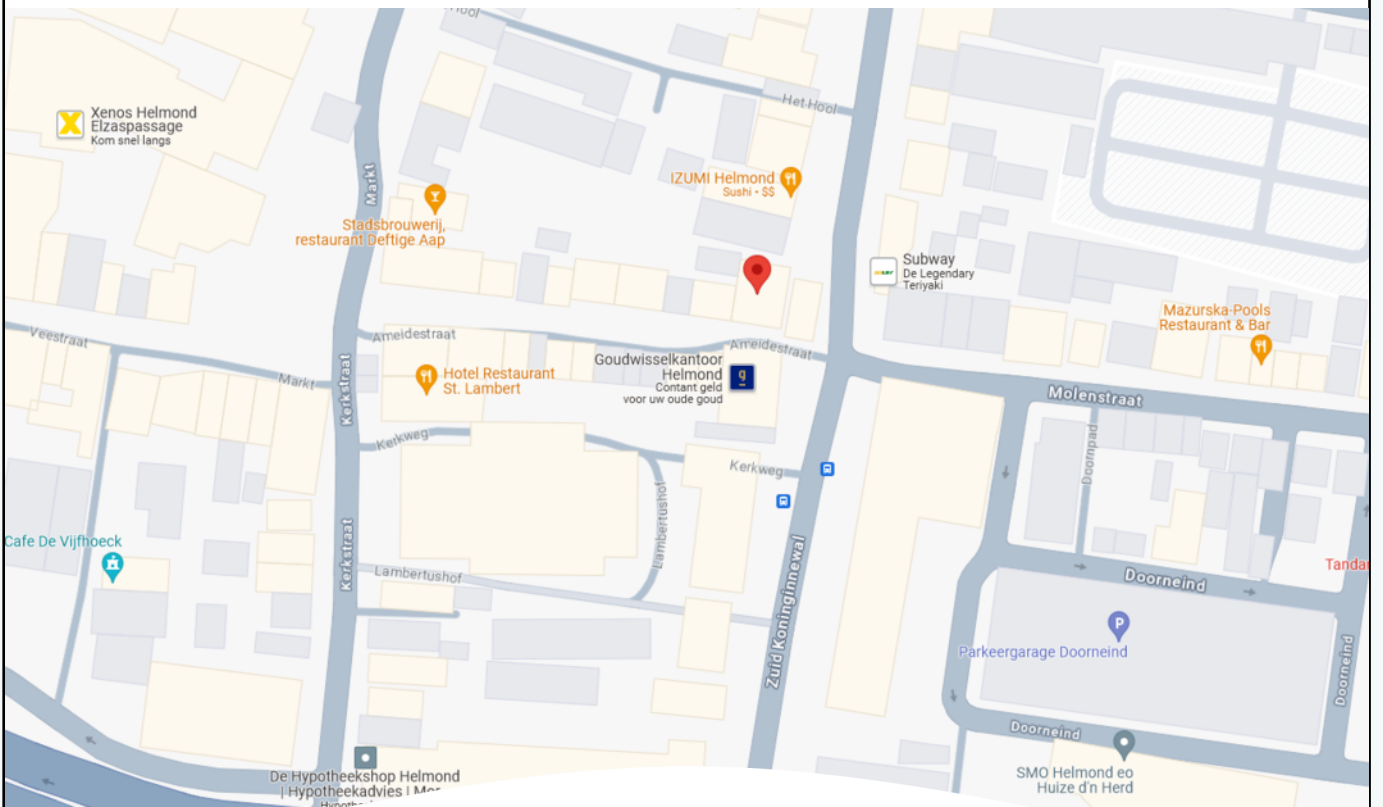 Hool
Het Hool
Xenos Helmond
Elzaspassage
Kom snel langs
Markt
IZUMI Helmond
Sushi • $$
Stadsbrouwerij,
restaurant Deftige Aap
Subway
De Legendary
Teriyaki
Mazurska-Pools
Restaurant & Bar
Veestraat
Ameidestraat
Ameidestraat
Goudwisselkantoor
Helmond
Contant geld
voor uw oude goud
g
Hotel Restaurant
St. Lambert
Markt
Kerkstraat
Molenstraat
Kerkweg
Kerkweg
Doornpad
Lambertushof
Cafe De Vijfhoeck
Kerkstraat
Lambertushof
Zuid Koninginnewal
Doorneind
Tandar
P
Parkeergarage Doorneind
Doorneind
Doorneind
SMO Helmond eo
Huize d'n Herd
De Hypotheekshop Helmond
| Hypotheekadvies |